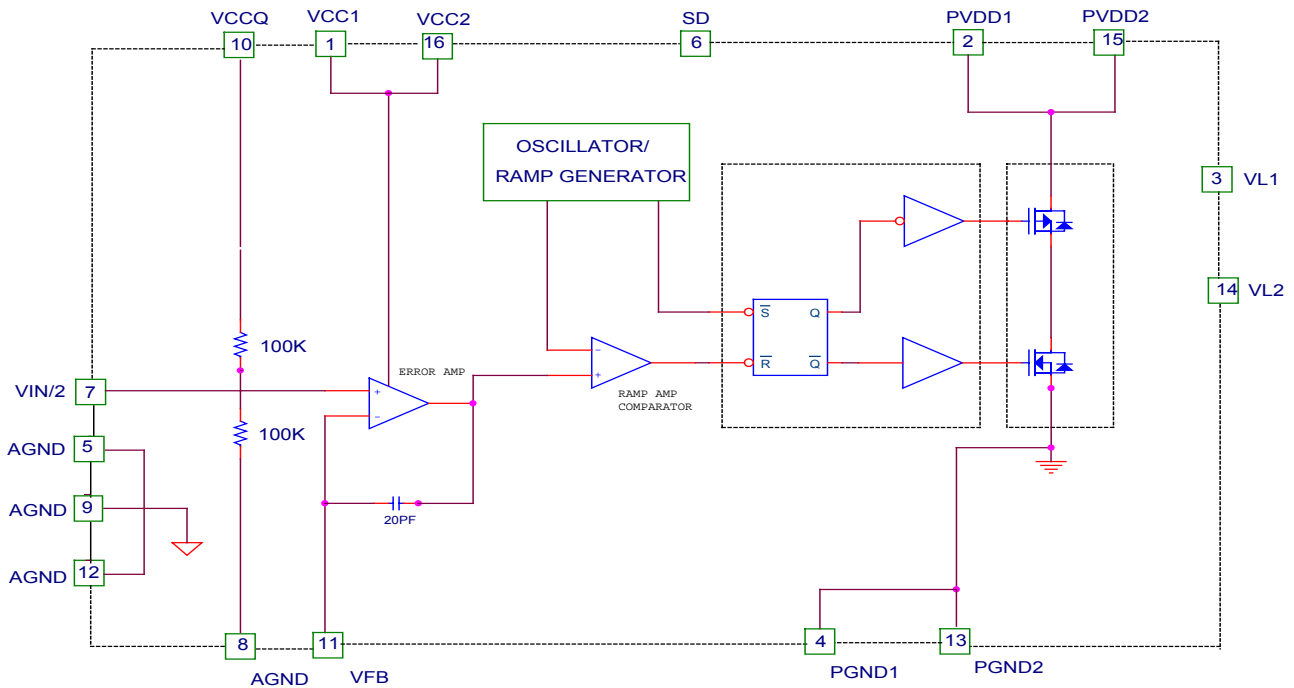 VCCQ
VCC1
VCC2
SD
PVDD1
PVDD2
10
1
16
6
2
15
OSCILLATOR/
RAMP GENERATOR
3
VL1
14
VL2
S
Q
R
Q
100K
ERROR AMP
+
-
-
+
RAMP AMP
COMPARATOR
VIN/2
7
100K
AGND
5
AGND
9
20PF
AGND
12
8
11
4
13
AGND
VFB
PGND1
PGND2